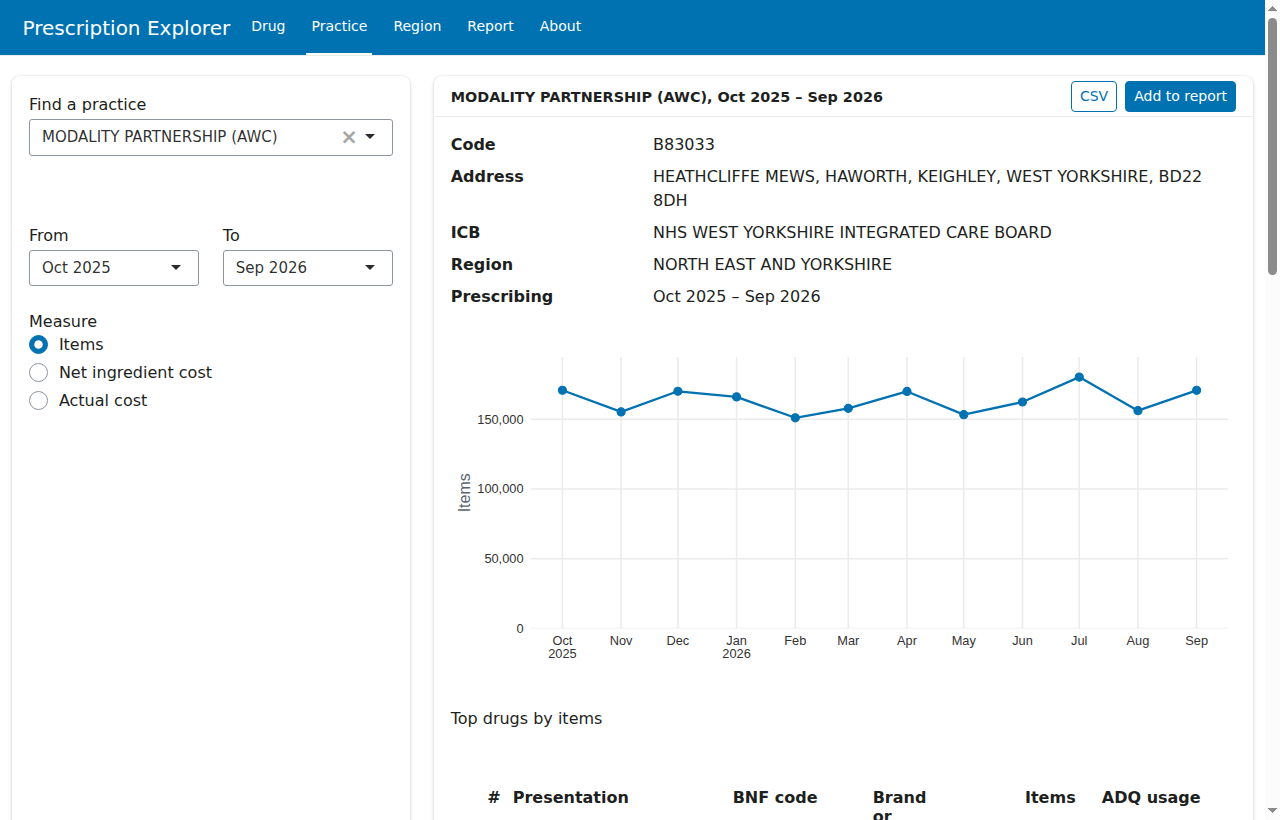 Prescription Explorer Drug Practice Region Report About
Find a practice
MODALITY PARTNERSHIP (AWC)
From To
Oct 2025 Sep 2026
Measure
Items
Net ingredient cost
Actual cost
MODALITY PARTNERSHIP (AWC), Oct 2025 – Sep 2026 CSV Add to report
Code B83033
Address HEATHCLIFFE MEWS, HAWORTH, KEIGHLEY, WEST YORKSHIRE, BD22
8DH
ICB NHS WEST YORKSHIRE INTEGRATED CARE BOARD
Region NORTH EAST AND YORKSHIRE
Prescribing Oct 2025 – Sep 2026
150,000
100,000
50,000
0
Items
Oct Nov Dec Jan Feb Mar Apr May Jun Jul Aug Sep
2025 2026
Top drugs by items
# Presentation BNF code Brand Items ADQ usage
or